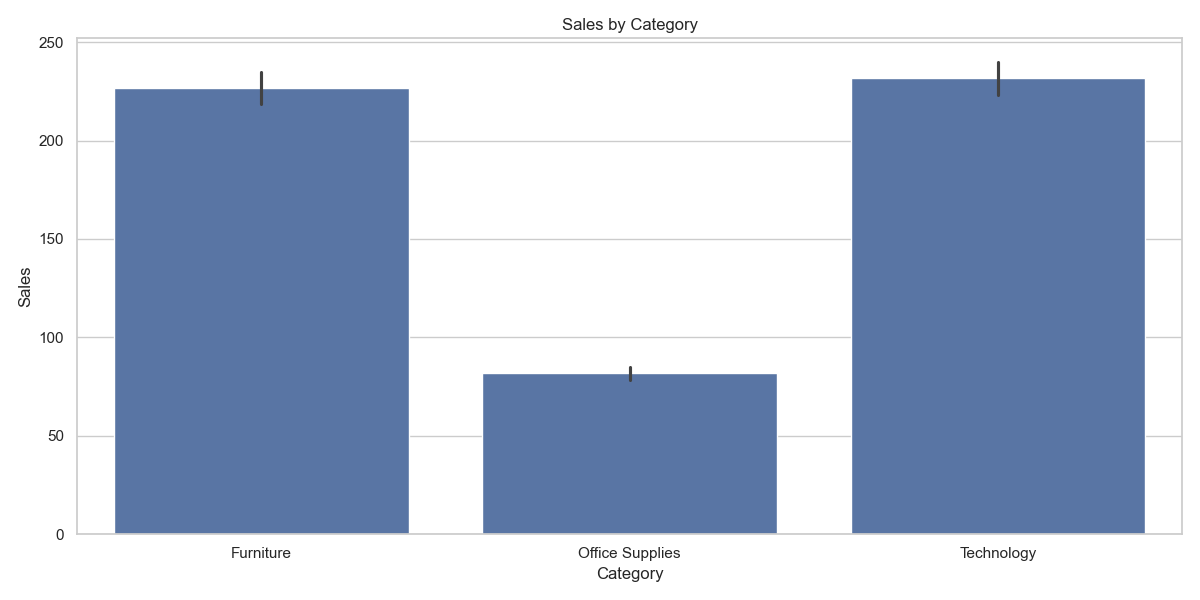 Sales by Category
250
200
150
100
50
0
Sales
Furniture
Office Supplies
Technology
Category